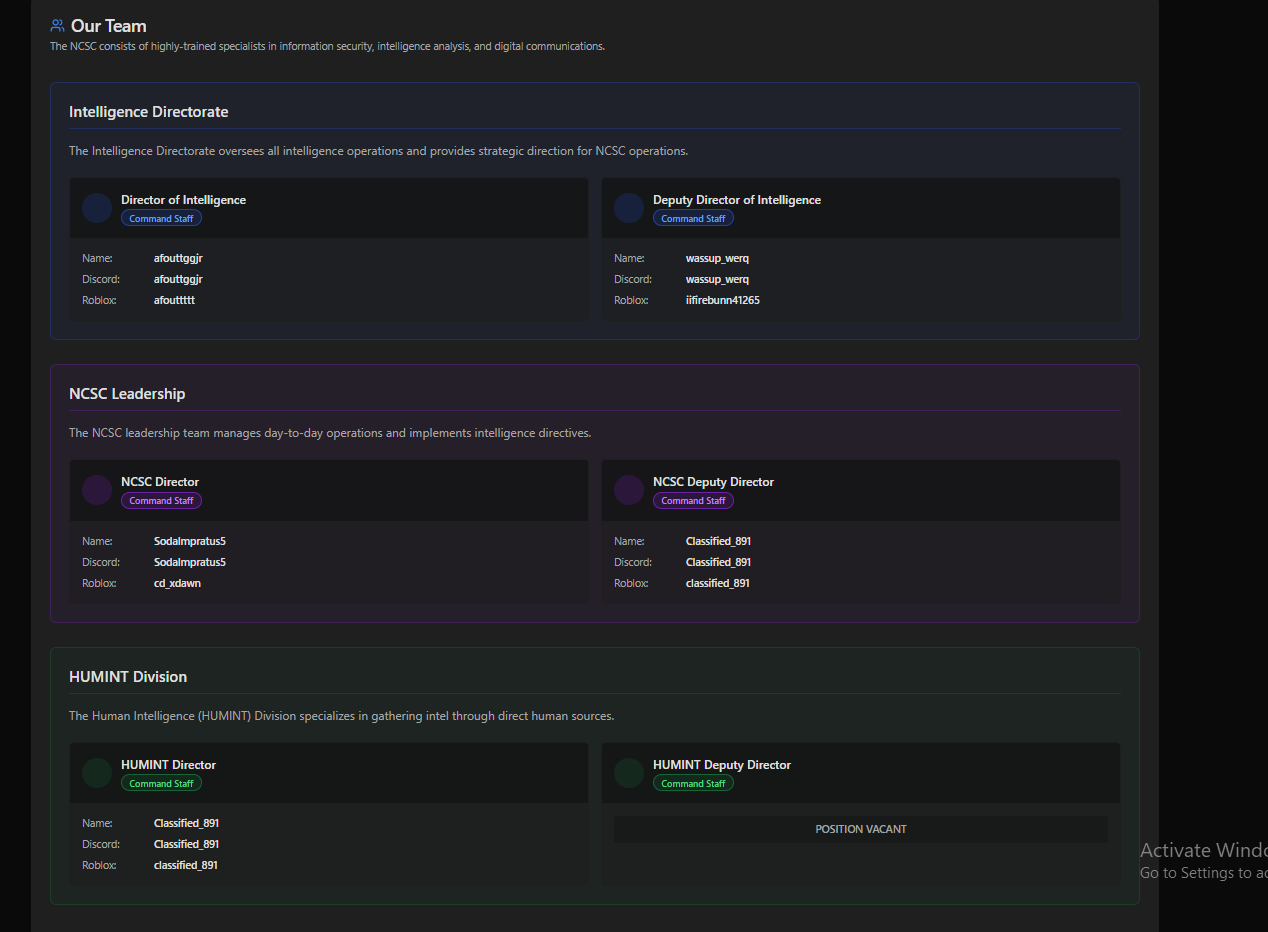 Our Team
The NCSC consists of highly-trained specialists in information security, intelligence analysis, and digital communications.
Intelligence Directorate
The Intelligence Directorate oversees all intelligence operations and provides strategic direction for NCSC operations.
Director of Intelligence
Command Staff
Name: afouttggjr
Discord: afouttggjr
Roblox: afouttttt
Deputy Director of Intelligence
Command Staff
Name: wassup_werq
Discord: wassup_werq
Roblox: iifirebunn41265
NCSC Leadership
The NCSC leadership team manages day-to-day operations and implements intelligence directives.
NCSC Director
Command Staff
Name: SodaImpratus5
Discord: SodaImpratus5
Roblox: cd_xdawn
NCSC Deputy Director
Command Staff
Name: Classified_891
Discord: Classified_891
Roblox: classified_891
HUMINT Division
The Human Intelligence (HUMINT) Division specializes in gathering intel through direct human sources.
HUMINT Director
Command Staff
Name: Classified_891
Discord: Classified_891
Roblox: classified_891
HUMINT Deputy Director
Command Staff
POSITION VACANT
Activate Windo
Go to Settings to ac